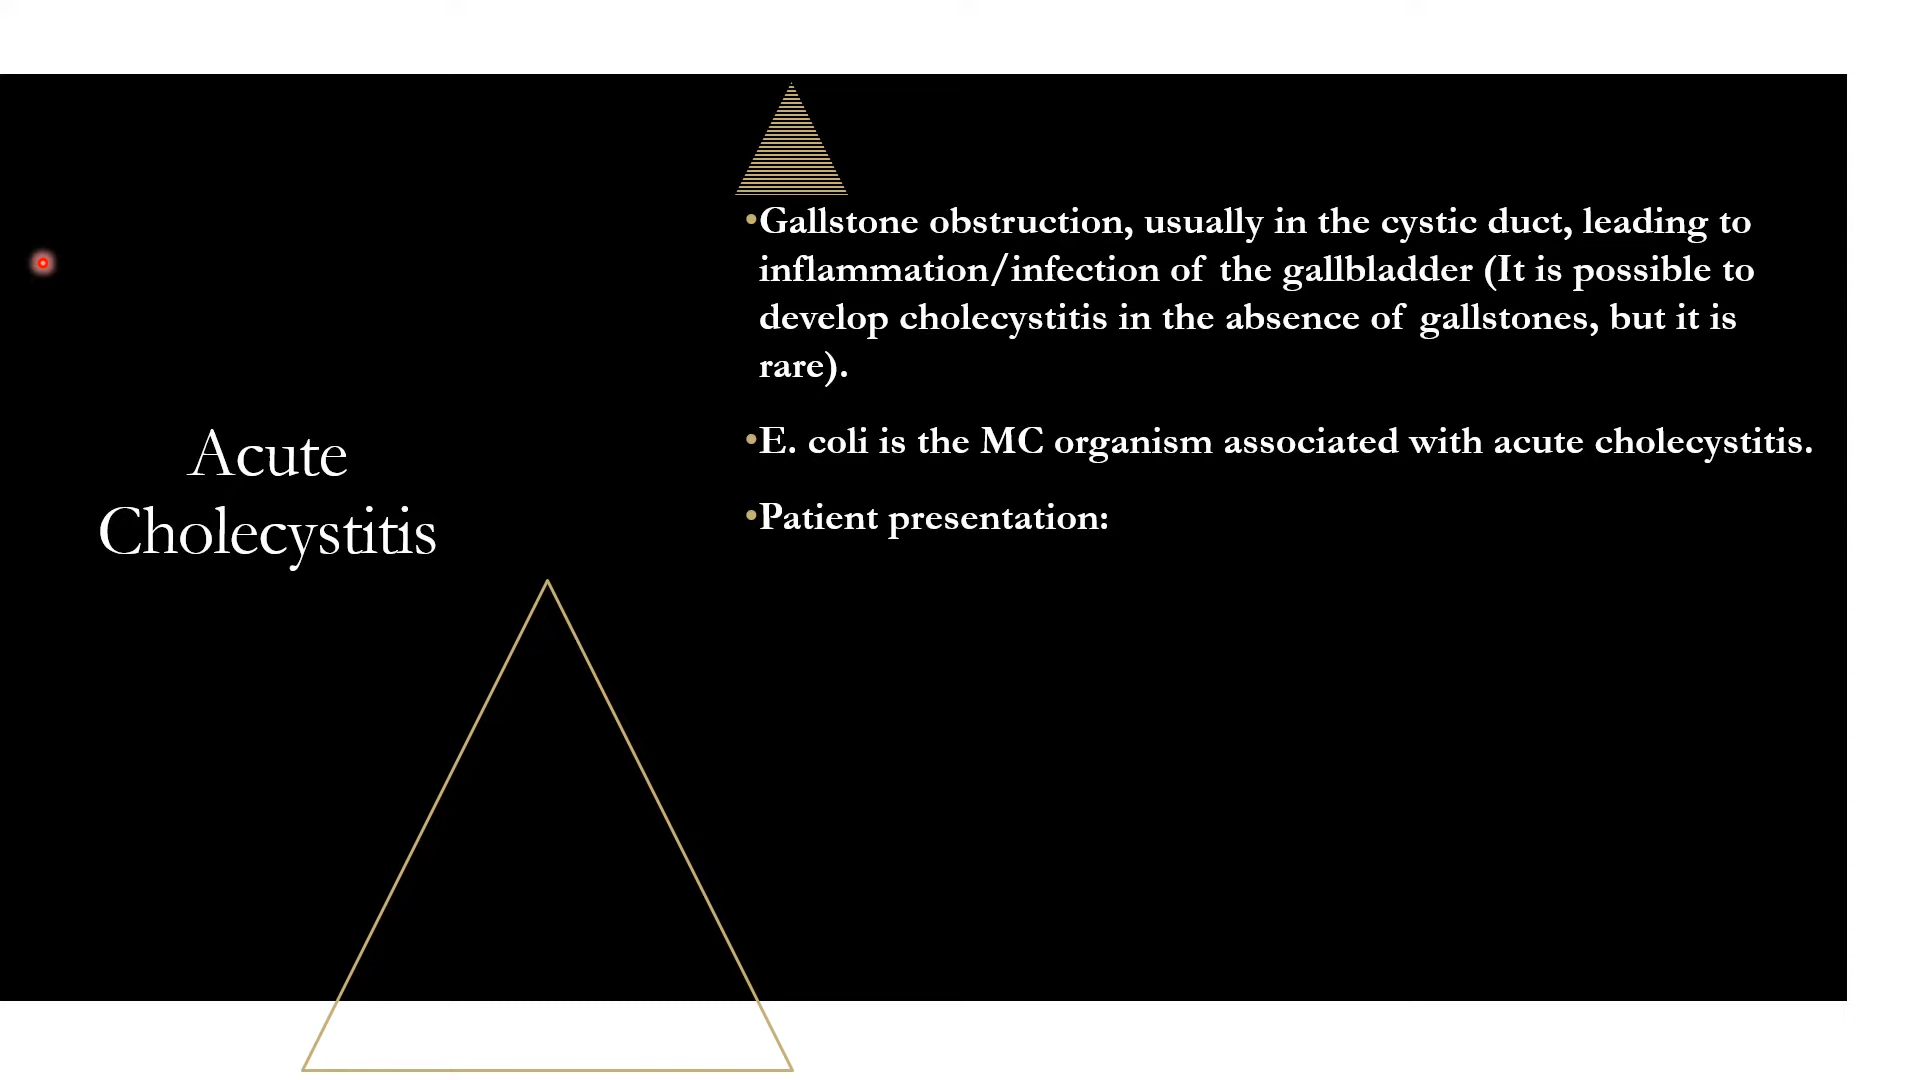 Acute
Cholecystitis
•Gallstone obstruction, usually in the cystic duct, leading to
inflammation/infection of the gallbladder (It is possible to
develop cholecystitis in the absence of gallstones, but it is
rare).
•E. coli is the MC organism associated with acute cholecystitis.
•Patient presentation: